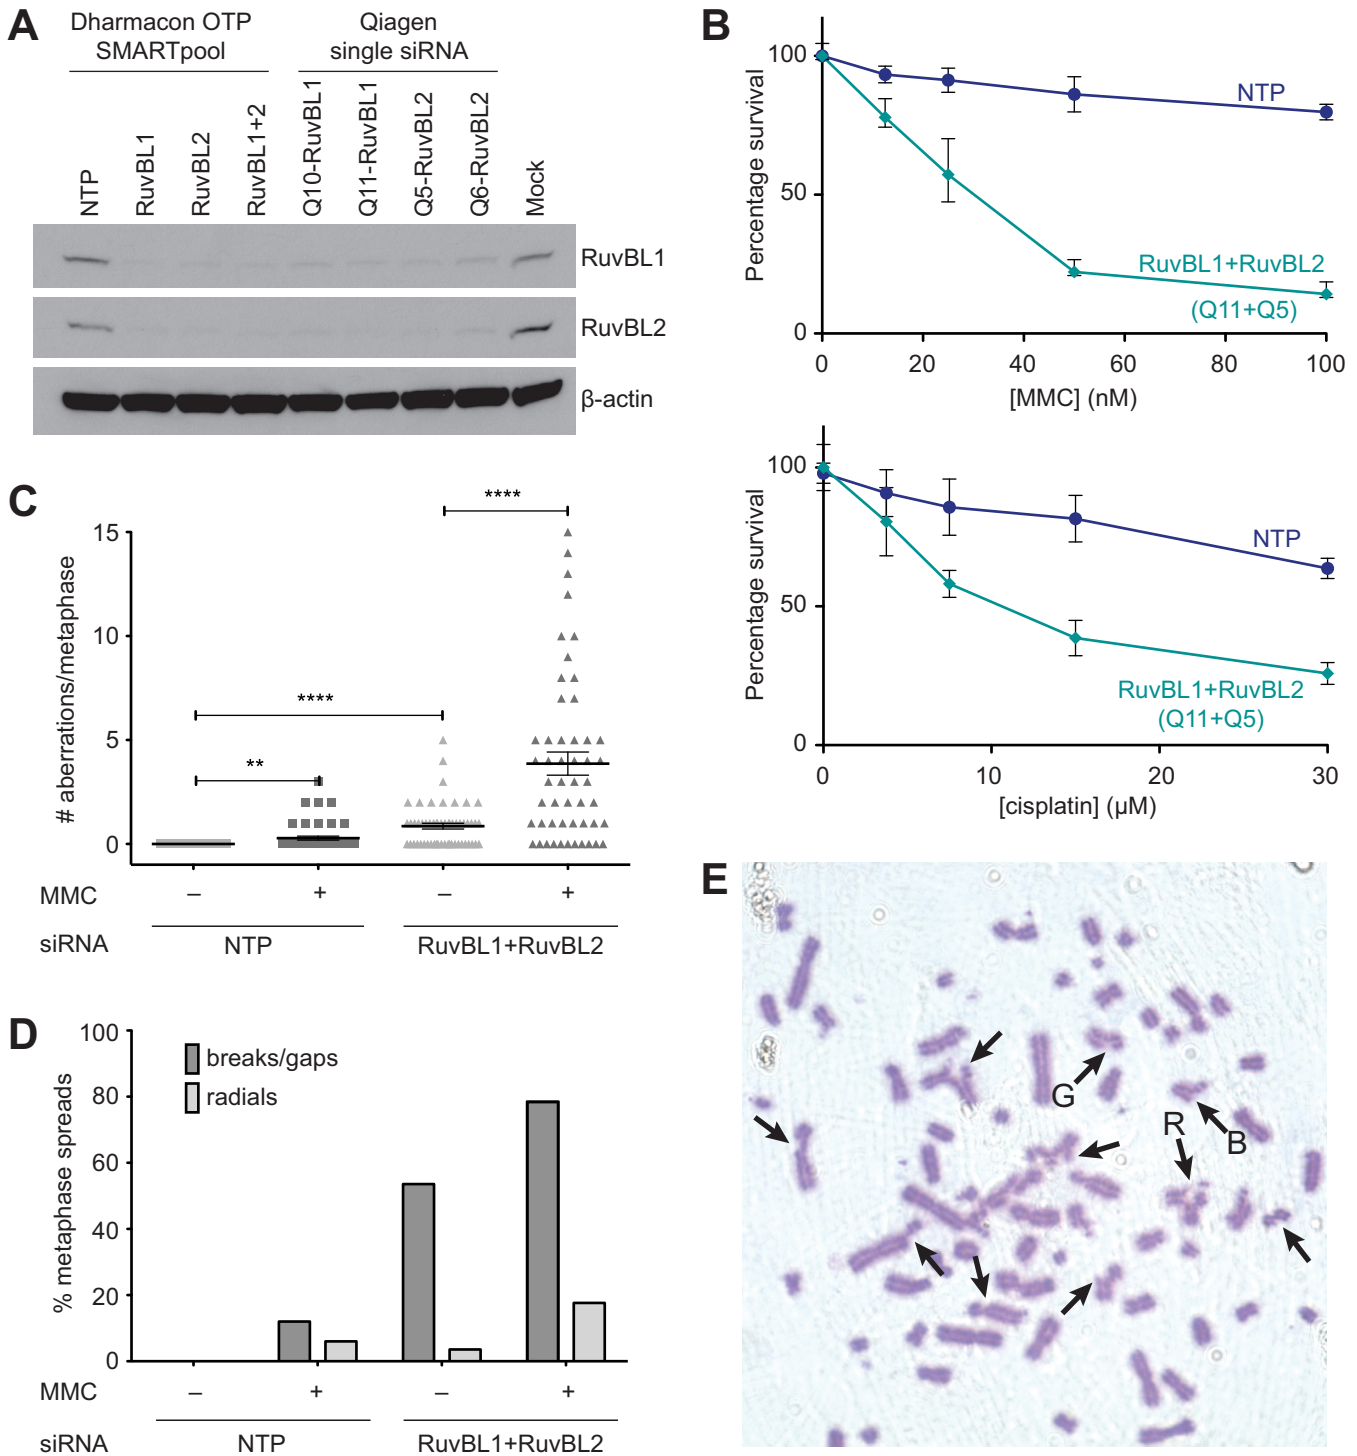 A
Dharmacon OTP
SMARTpool
Qiagen
single siRNA
NTP
RuvBL1
RuvBL2
RuvBL1+2
Q10-RuvBL1
Q11-RuvBL1
Q5-RuvBL2
Q6-RuvBL2
Mock
RuvBL1
RuvBL2
β-actin
B
Percentage survival
100
50
0
NTP
RuvBL1+RuvBL2
(Q11+Q5)
0 20 40 60 80 100
[MMC] (nM)
Percentage survival
100
50
0
NTP
RuvBL1+RuvBL2
(Q11+Q5)
0 10 20 30
[cisplatin] (µM)
C
# aberrations/metaphase
15
10
5
0
**
****
****
MMC – + – +
siRNA NTP RuvBL1+RuvBL2
D
% metaphase spreads
100
80
60
40
20
0
breaks/gaps
radials
MMC – + – +
siRNA NTP RuvBL1+RuvBL2
E
G
R
B